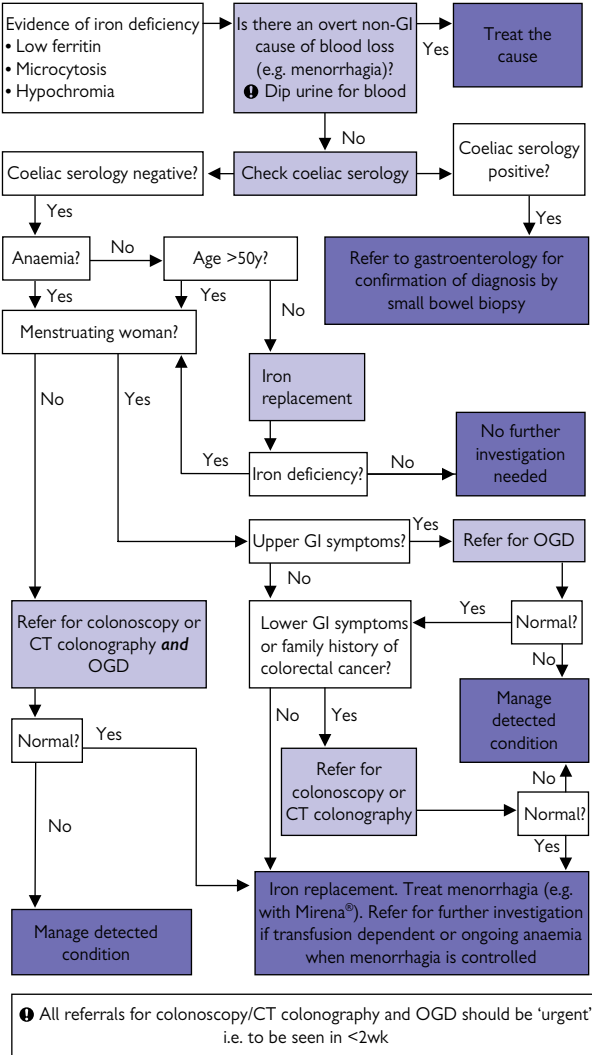 Evidence of iron deficiency
• Low ferritin
• Microcytosis
• Hypochromia
Is there an overt non-GI
cause of blood loss
(e.g. menorrhagia)?
❶ Dip urine for blood
Yes
Treat the
cause
No
Coeliac serology negative?
Check coeliac serology
Coeliac serology
positive?
Yes
Yes
Anaemia?
No
Age >50y?
Refer to gastroenterology for
confirmation of diagnosis by
small bowel biopsy
Yes
Yes
No
Menstruating woman?
No
Yes
Iron
replacement
Yes
Iron deficiency?
No
No further
investigation
needed
Upper GI symptoms?
Yes
Refer for OGD
No
Refer for colonoscopy or
CT colonography and
OGD
Lower GI symptoms
or family history of
colorectal cancer?
Yes
Normal?
No
Manage
detected
condition
Normal?
Yes
No
Yes
Refer for
colonoscopy or
CT colonography
No
Normal?
Yes
No
Manage detected
condition
Iron replacement. Treat menorrhagia (e.g.
with Mirena®). Refer for further investigation
if transfusion dependent or ongoing anaemia
when menorrhagia is controlled
❶ All referrals for colonoscopy/CT colonography and OGD should be ‘urgent’
i.e. to be seen in <2wk